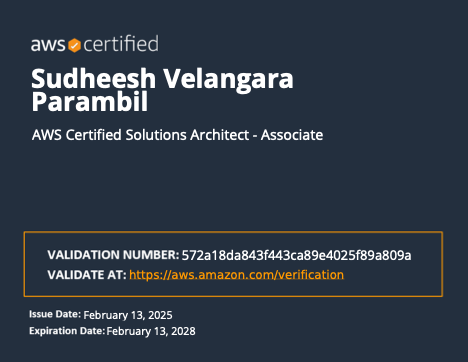 aws certified
Sudheesh Velangara
Parambil
AWS Certified Solutions Architect - Associate
VALIDATION NUMBER: 572a18da843f443ca89e4025f89a809a
VALIDATE AT: https://aws.amazon.com/verification
Issue Date: February 13, 2025
Expiration Date: February 13, 2028